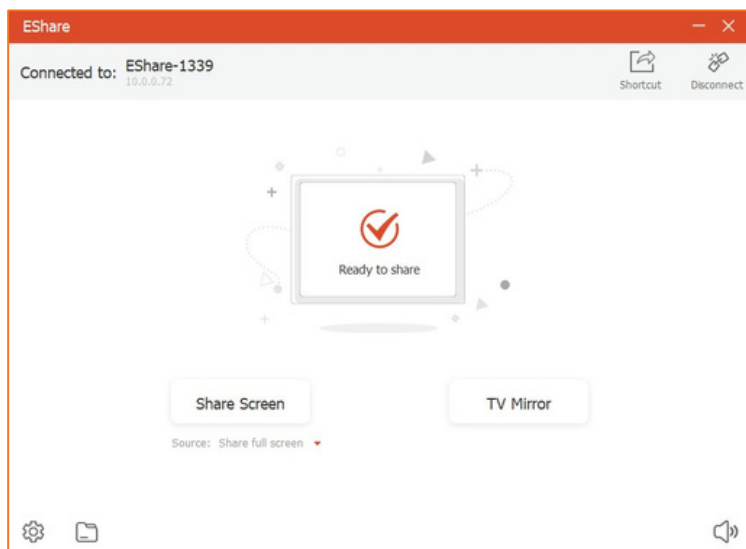 EShare
Connected to: EShare-1339
10.0.0.72
Shortcut
Disconnect
Ready to share
Share Screen
TV Mirror
Source: Share full screen